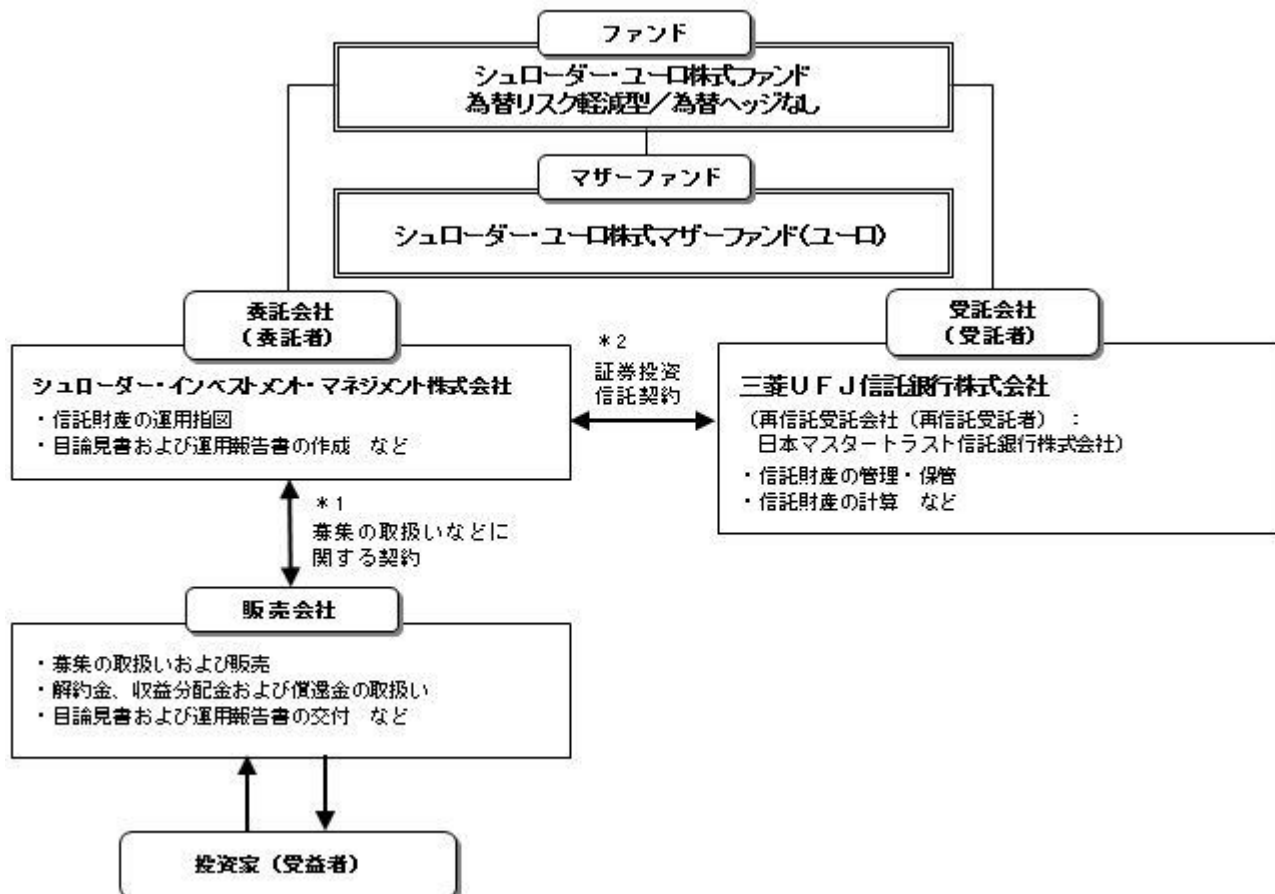 ファンド
シュローダー・ユーロ株式ファンド
為替リスク軽減型／為替ヘッジなし
マザーファンド
シュローダー・ユーロ株式マザーファンド(ユーロ)
委託会社
(委託者)
シュローダー・インベストメント・マネジメント株式会社
・信託財産の運用指図
・目論見書および運用報告書の作成　など
＊2
証券投資
信託契約
受託会社
(受託者)
三菱ＵＦＪ信託銀行株式会社
(再信託受託会社（再信託受託者）：
日本マスタートラスト信託銀行株式会社)
・信託財産の管理・保管
・信託財産の計算　など
＊1
募集の取扱いなどに
関する契約
販売会社
・募集の取扱いおよび販売
・解約金、収益分配金および償還金の取扱い
・目論見書および運用報告書の交付　など
投資家（受益者）